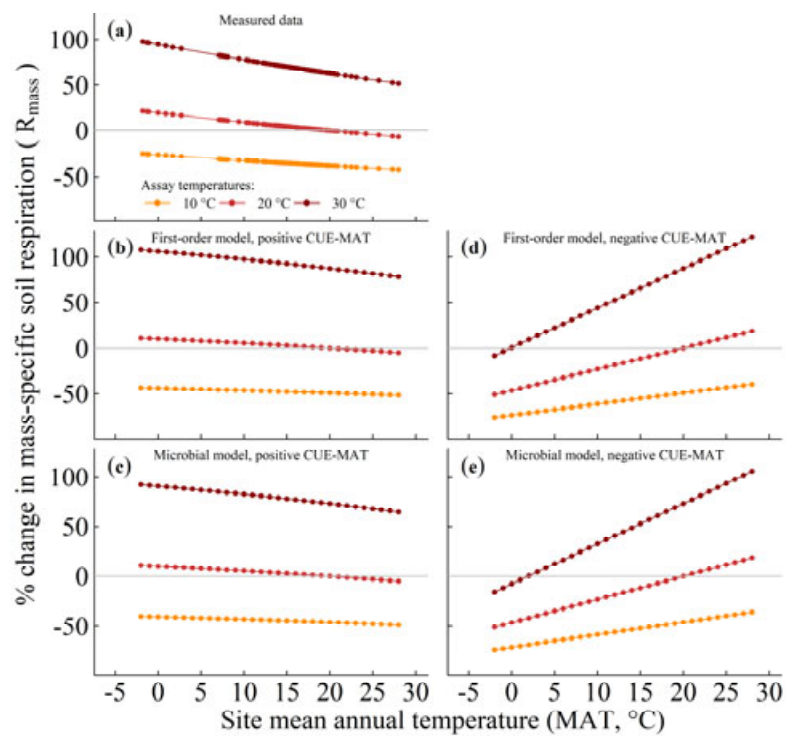 % change in mass-specific soil respiration ( Rmass)
(a)
Measured data
100
50
0
-50
Assay temperatures:
10 °C 20 °C 30 °C
(b) First-order model, positive CUE-MAT
100
50
0
-50
(d) First-order model, negative CUE-MAT
(c) Microbial model, positive CUE-MAT
100
50
0
-50
-5 0 5 10 15 20 25 30
(e) Microbial model, negative CUE-MAT
-5 0 5 10 15 20 25 30
Site mean annual temperature (MAT, °C)